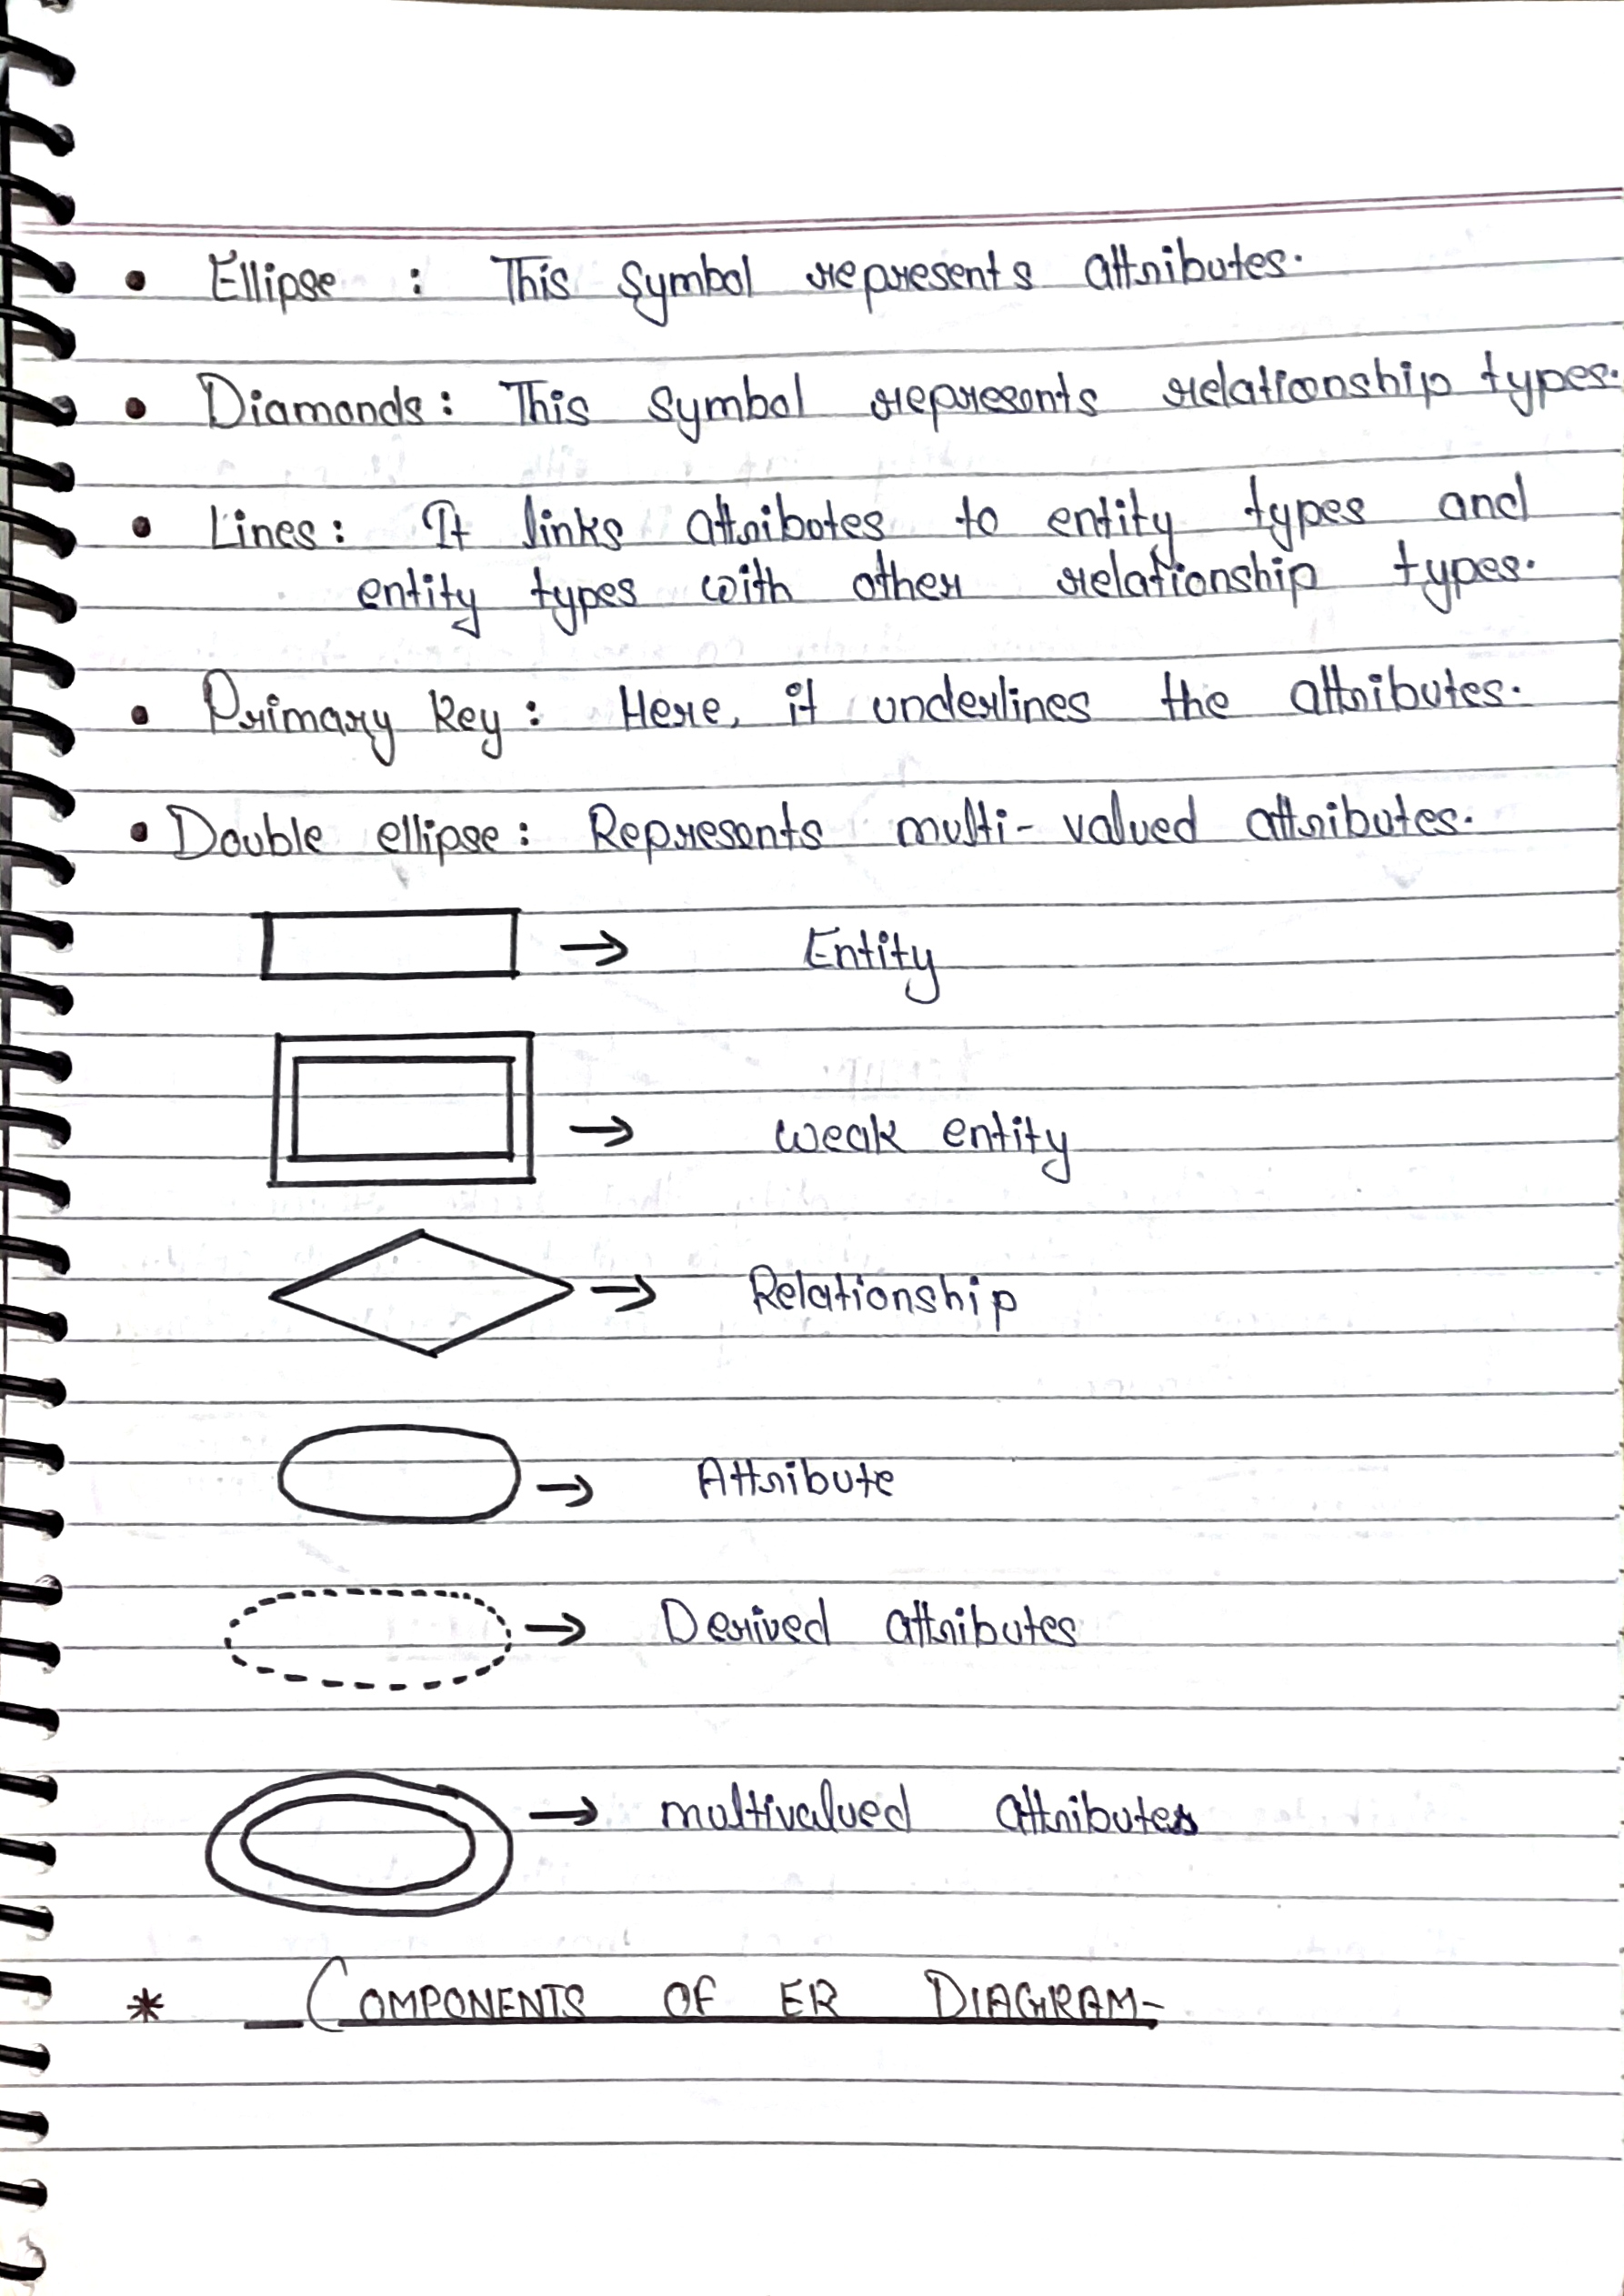 • Ellipse : This symbol represents attributes.
• Diamonds : This symbol represents relationship types.
• Lines : It links attributes to entity types and
entity types with other relationship types.
• Primary key : Here, it underlines the attributes.
• Double ellipse : Represents multi-valued attributes.
→ Entity
→ weak entity
→ Relationship
→ Attribute
→ Derived attributes
→ multivalued attributes
* COMPONENTS OF ER DIAGRAM-